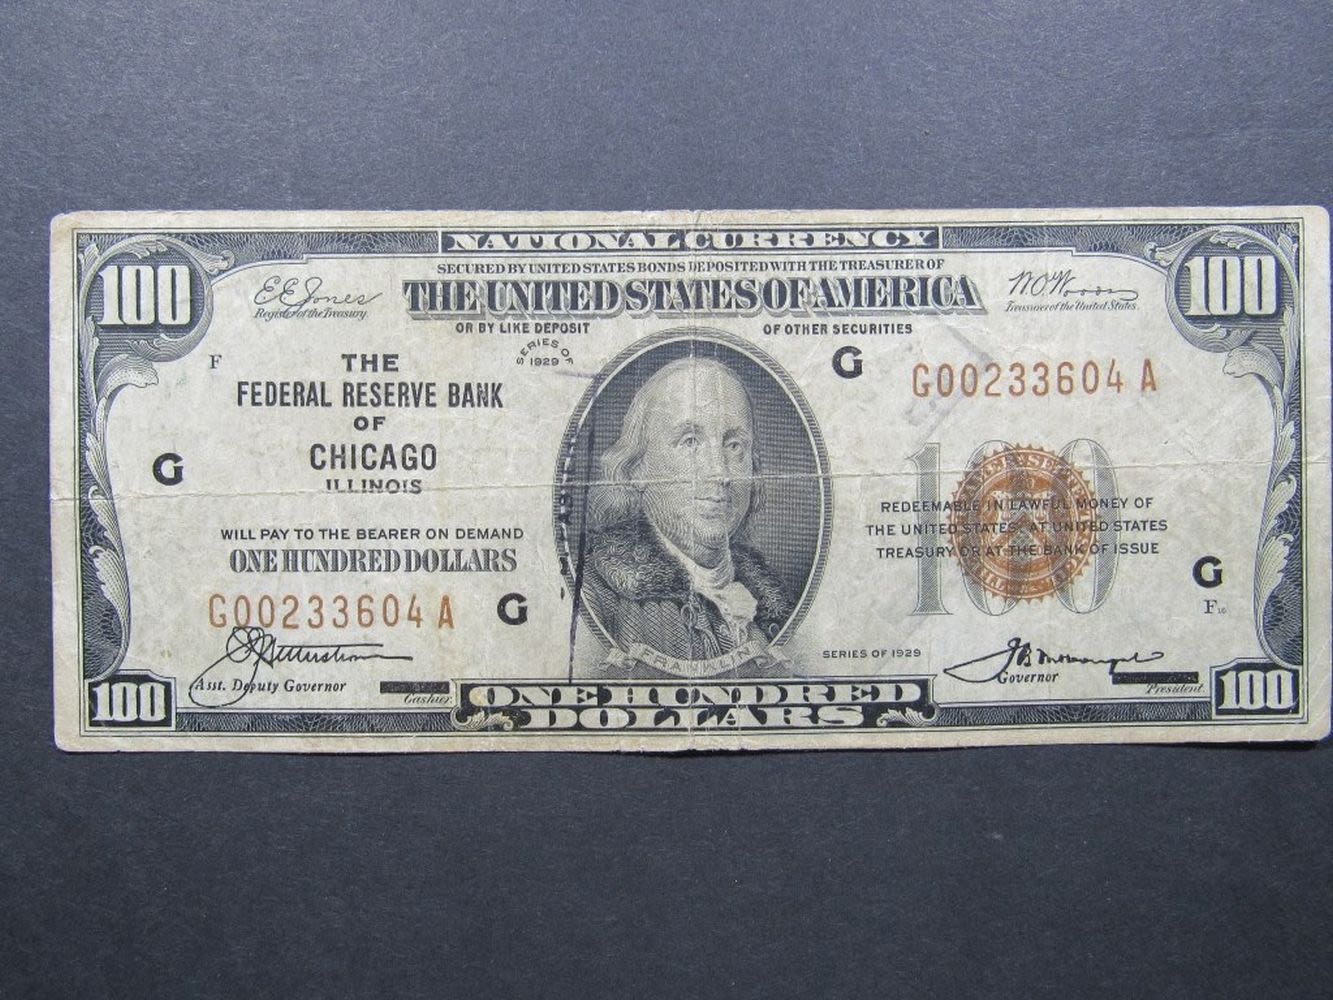 NATIONAL CURRENCY
SECURED BY UNITED STATES BONDS DEPOSITED WITH THE TREASURER OF
THE UNITED STATES OF AMERICA
OR BY LIKE DEPOSIT OF OTHER SECURITIES
100
100
E E Jones
Register of the Treasury.
W.O. Woods
Treasurer of the United States.
SERIES OF
1929
F
THE
FEDERAL RESERVE BANK
OF
CHICAGO
ILLINOIS
G
G
G00233604 A
WILL PAY TO THE BEARER ON DEMAND
ONE HUNDRED DOLLARS
G00233604 A
G
100
REDEEMABLE IN LAWFUL MONEY OF
THE UNITED STATES AT UNITED STATES
TREASURY OR AT THE BANK OF ISSUE
G
F
FRANKLIN
SERIES OF 1929
Asst. Deputy Governor
Cashier
Governor
President
100
ONE HUNDRED
DOLLARS
100